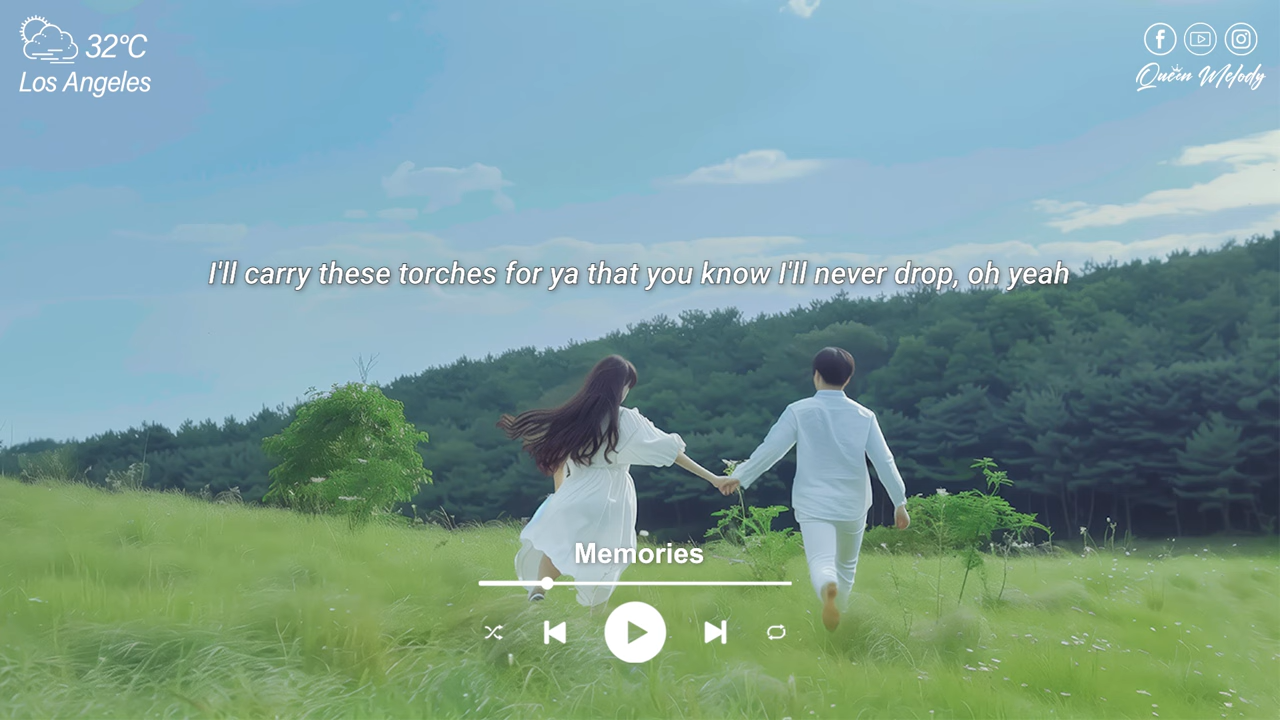 32°C
Los Angeles
Queen Melody
I'll carry these torches for ya that you know I'll never drop, oh yeah
Memories